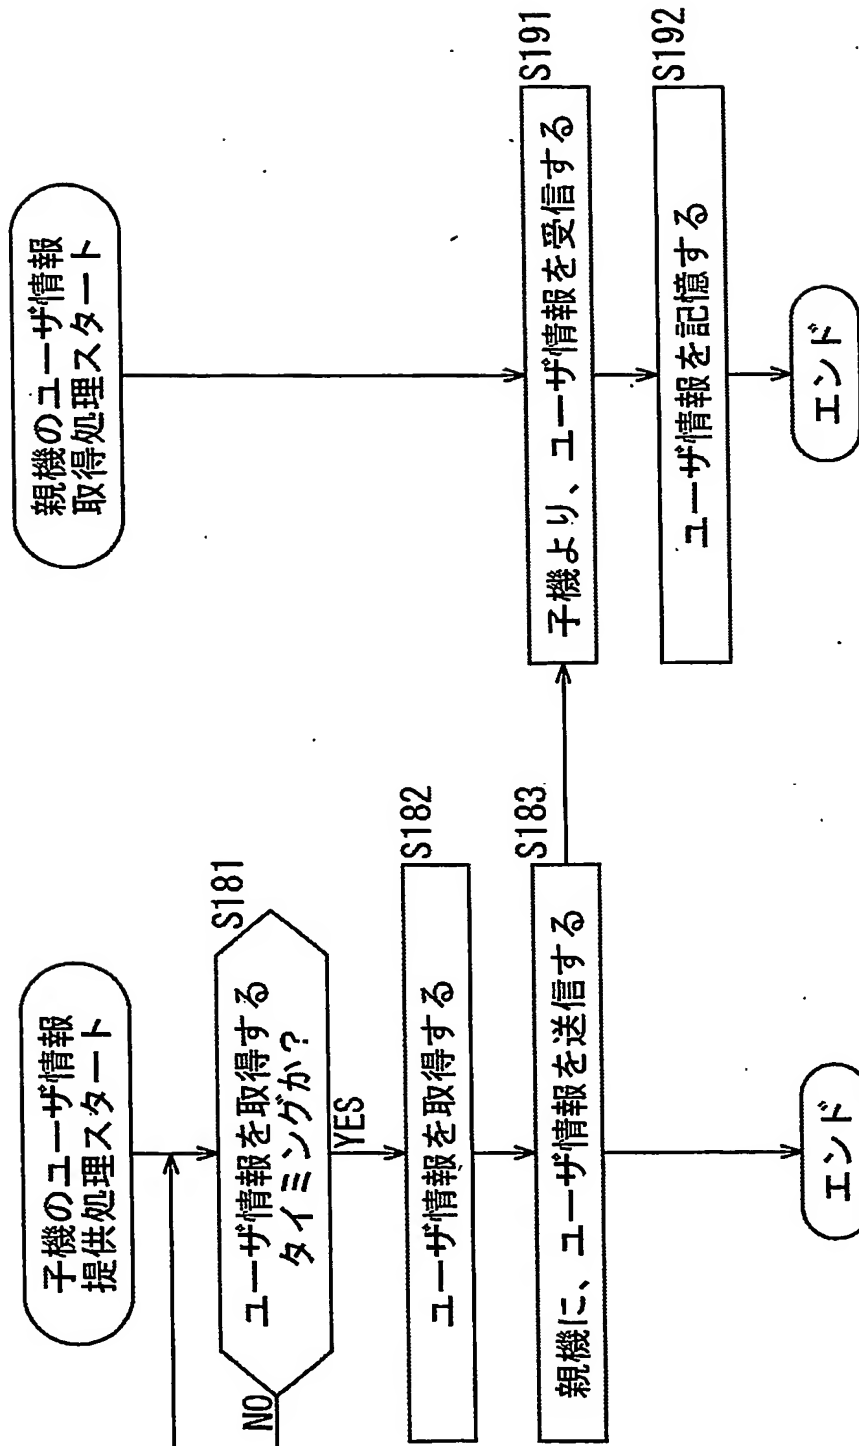 子機のユーザ情報
提供処理スタート
S181
ユーザ情報を取得する
タイミングか?
NO
YES
S182
ユーザ情報を取得する
S183
親機に、ユーザ情報を送信する
エンド
親機のユーザ情報
取得処理スタート
S191
子機より、ユーザ情報を受信する
S192
ユーザ情報を記憶する
エンド